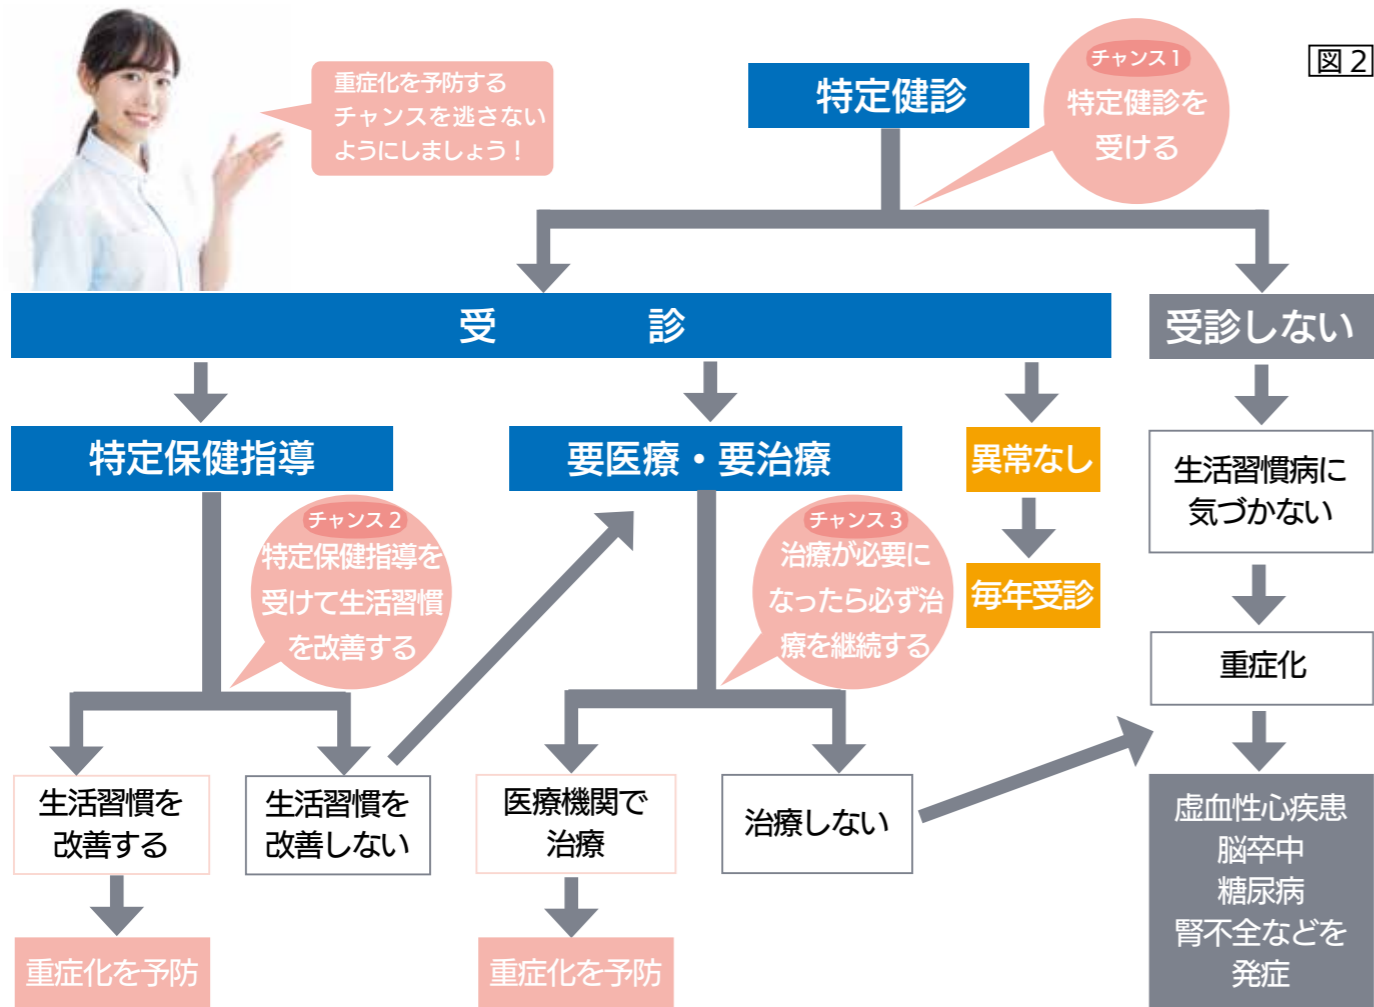 図2
重症化を予防する
チャンスを逃さない
ようにしましょう！
特定健診
チャンス1
特定健診を
受ける
受診
受診しない
特定保健指導
要医療・要治療
異常なし
生活習慣病に
気づかない
チャンス2
特定保健指導を
受けて生活習慣
を改善する
チャンス3
治療が必要に
なったら必ず治
療を継続する
毎年受診
重症化
生活習慣を
改善する
生活習慣を
改善しない
医療機関で
治療
治療しない
虚血性心疾患
脳卒中
糖尿病
腎不全などを
発症
重症化を予防
重症化を予防